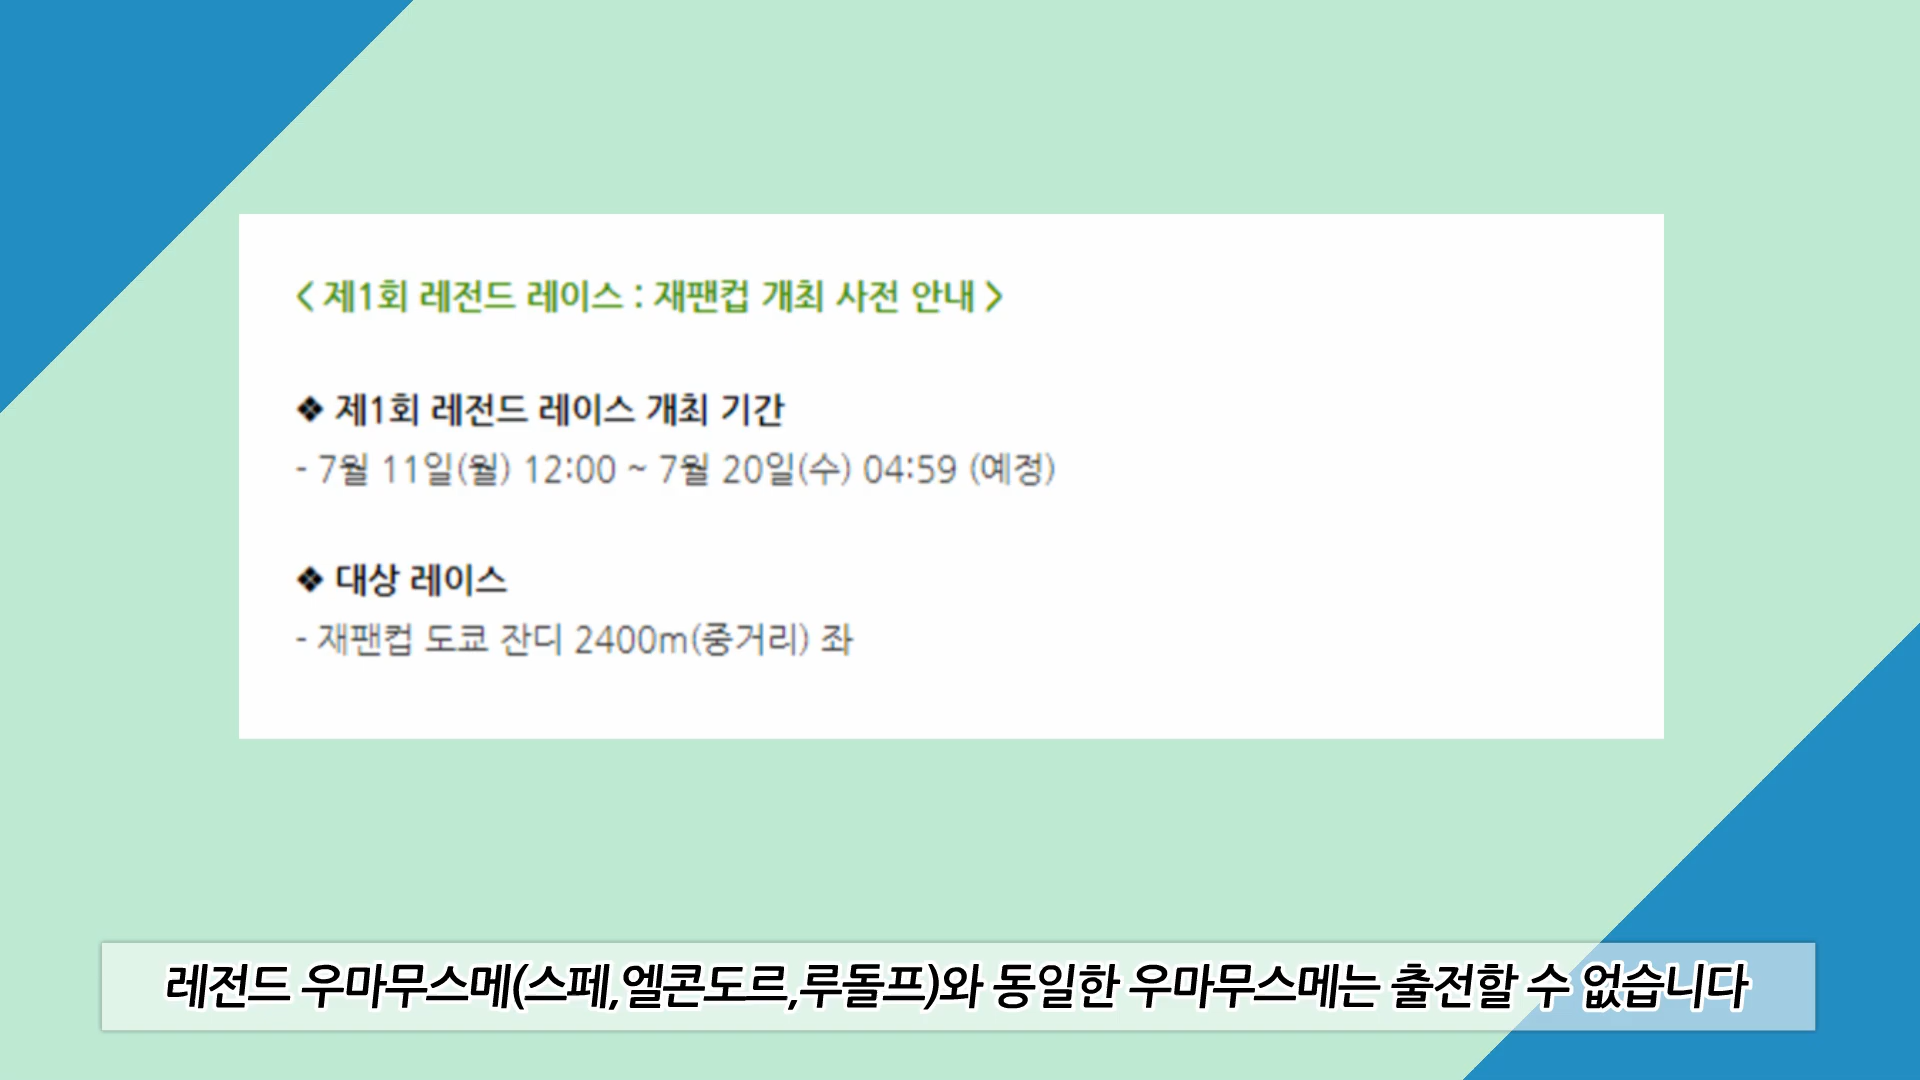 < 제1회 레전드 레이스 : 재팬컵 개최 사전 안내 >
❖ 제1회 레전드 레이스 개최 기간
- 7월 11일(월) 12:00 ~ 7월 20일(수) 04:59 (예정)
❖ 대상 레이스
- 재팬컵 도쿄 잔디 2400m(중거리) 좌
레전드 우마무스메(스페,엘콘도르,루돌프)와 동일한 우마무스메는 출전할 수 없습니다